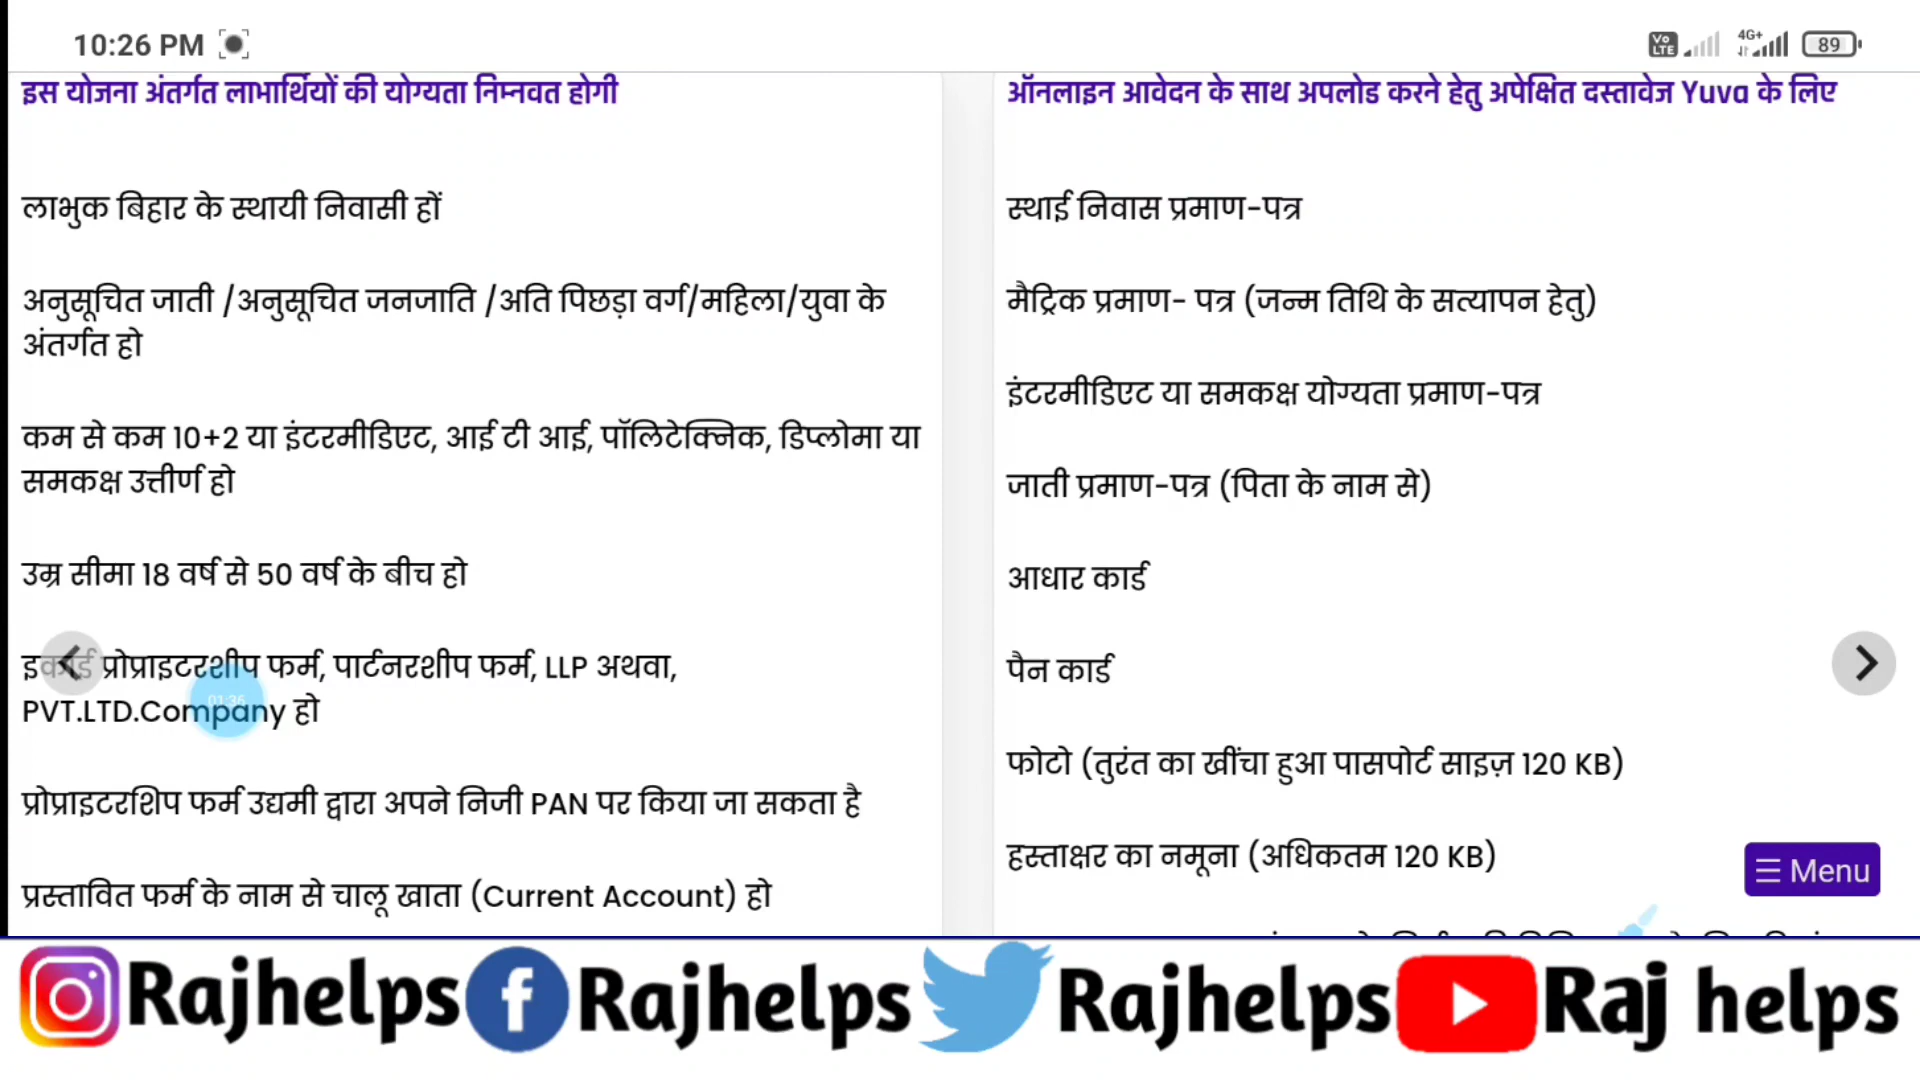 10:26 PM
Vo LTE 4G+ 89
इस योजना अंतर्गत लाभार्थियों की योग्यता निम्नवत होगी
लाभुक बिहार के स्थायी निवासी हों
अनुसूचित जाती /अनुसूचित जनजाति /अति पिछड़ा वर्ग/महिला/युवा के
अंतर्गत हो
कम से कम 10+2 या इंटरमीडिएट, आई टी आई, पॉलिटेक्निक, डिप्लोमा या
समकक्ष उत्तीर्ण हो
उम्र सीमा 18 वर्ष से 50 वर्ष के बीच हो
प्रोप्राइटरशीप फर्म, पार्टनरशीप फर्म, LLP अथवा,
01:36
PVT.LTD.Company हो
प्रोप्राइटरशिप फर्म उद्यमी द्वारा अपने निजी PAN पर किया जा सकता है
प्रस्तावित फर्म के नाम से चालू खाता (Current Account) हो
ऑनलाइन आवेदन के साथ अपलोड करने हेतु अपेक्षित दस्तावेज Yuva के लिए
स्थाई निवास प्रमाण-पत्र
मैट्रिक प्रमाण- पत्र (जन्म तिथि के सत्यापन हेतु)
इंटरमीडिएट या समकक्ष योग्यता प्रमाण-पत्र
जाती प्रमाण-पत्र (पिता के नाम से)
आधार कार्ड
पैन कार्ड
फोटो (तुरंत का खींचा हुआ पासपोर्ट साइज़ 120 KB)
हस्ताक्षर का नमूना (अधिकतम 120 KB)
Menu
Rajhelps Rajhelps Rajhelps Raj helps